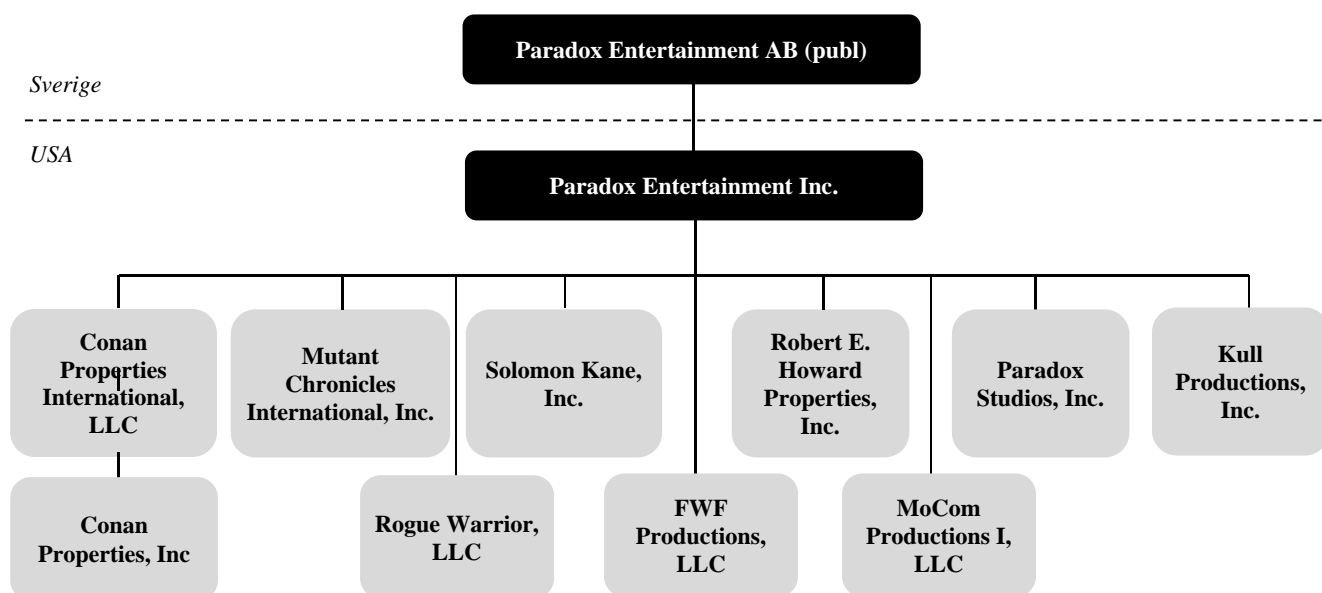 Paradox Entertainment AB (publ)
Sverige
USA
Paradox Entertainment Inc.
Conan
Properties
International,
LLC
Mutant
Chronicles
International, Inc.
Solomon Kane,
Inc.
Robert E.
Howard
Properties,
Inc.
Paradox
Studios, Inc.
Kull
Productions,
Inc.
Conan
Properties, Inc
Rogue Warrior,
LLC
FWF
Productions,
LLC
MoCom
Productions I,
LLC